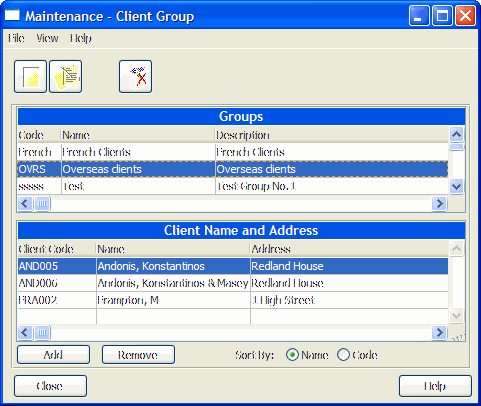 Maintenance - Client Group
File View Help
Groups
Code Name Description
French French Clients French Clients
OVRS Overseas clients Overseas clients
sssss Test Test Group No. 1
Client Name and Address
Client Code Name Address
AND005 Andonis, Konstantinos Redland House
AND006 Andonis, Konstantinos & Masey Redland House
FRA002 Frampton, M 1 High Street
Add Remove Sort By: Name Code
Close Help